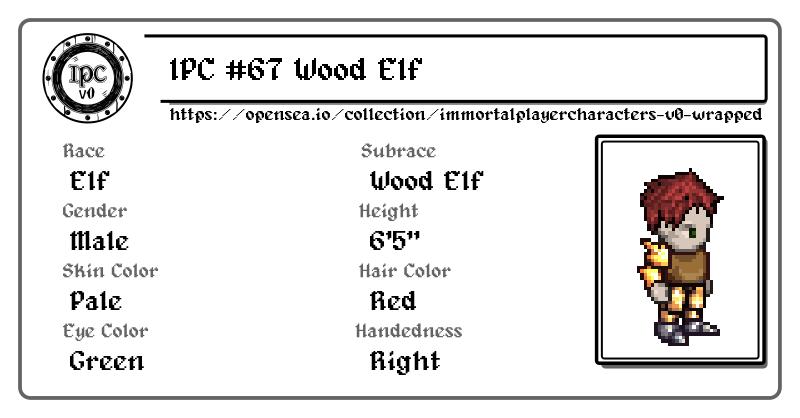 IPC
v0
IPC #67 Wood Elf
https://opensea.io/collection/immortalplayercharacters-v0-wrapped
Race
Elf
Subrace
Wood Elf
Gender
Male
Height
6'5"
Skin Color
Pale
Hair Color
Red
Eye Color
Green
Handedness
Right